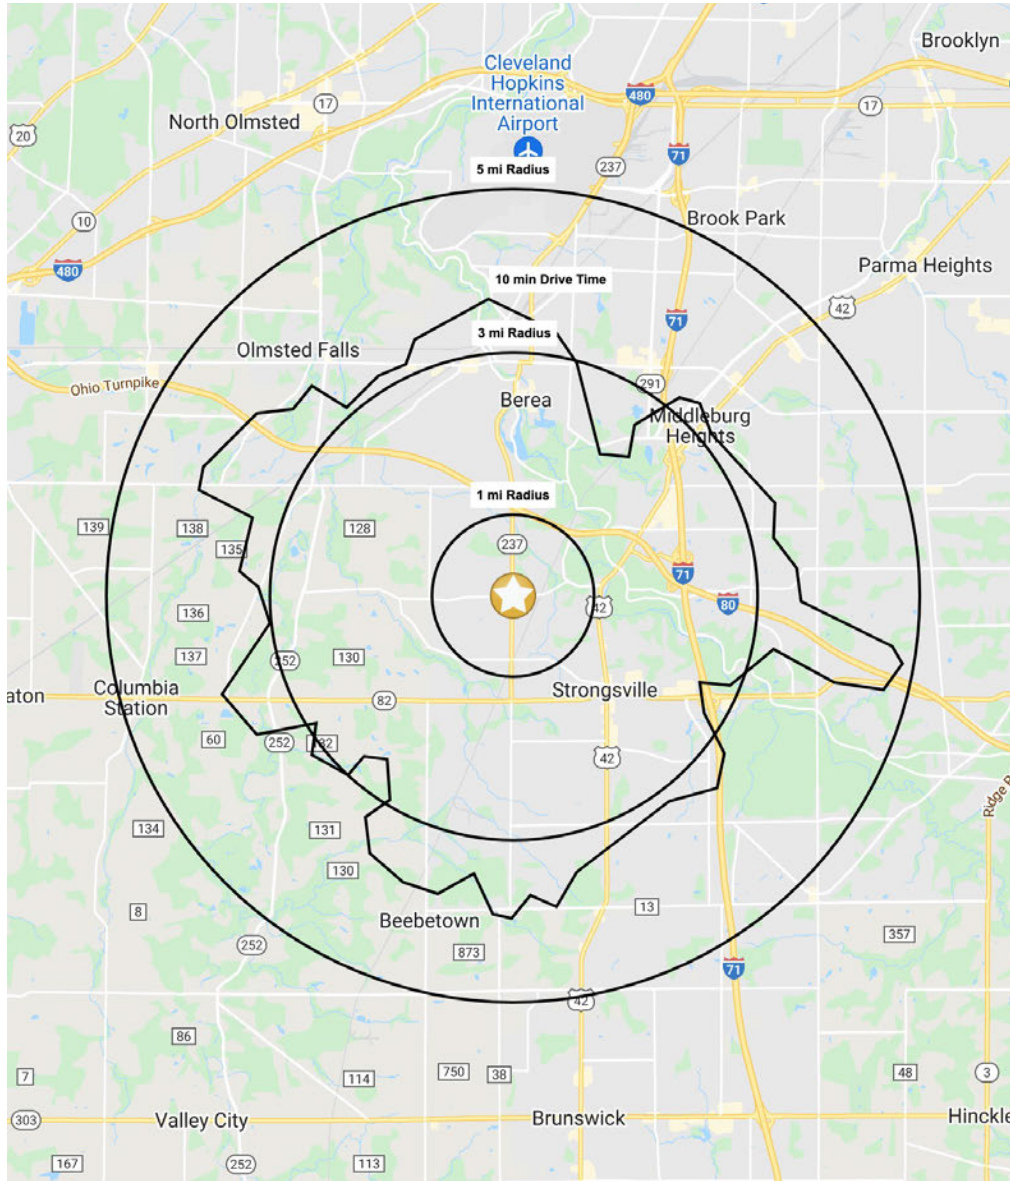 Brooklyn
Cleveland
Hopkins
International
Airport
480
17
17
20
North Olmsted
71
237
5 mi Radius
10
Brook Park
480
Parma Heights
10 min Drive Time
42
71
3 mi Radius
Olmsted Falls
Ohio Turnpike
291
Berea
Middleburg
Heights
1 mi Radius
139
138
128
237
135
71
80
42
136
137
252
130
Strongsville
Columbia
Station
aton
82
60
252
132
42
Ridge R
134
131
130
8
13
Beebetown
357
252
873
71
42
86
7
114
750
38
48
3
303
Valley City
Brunswick
Hinckle
167
252
113